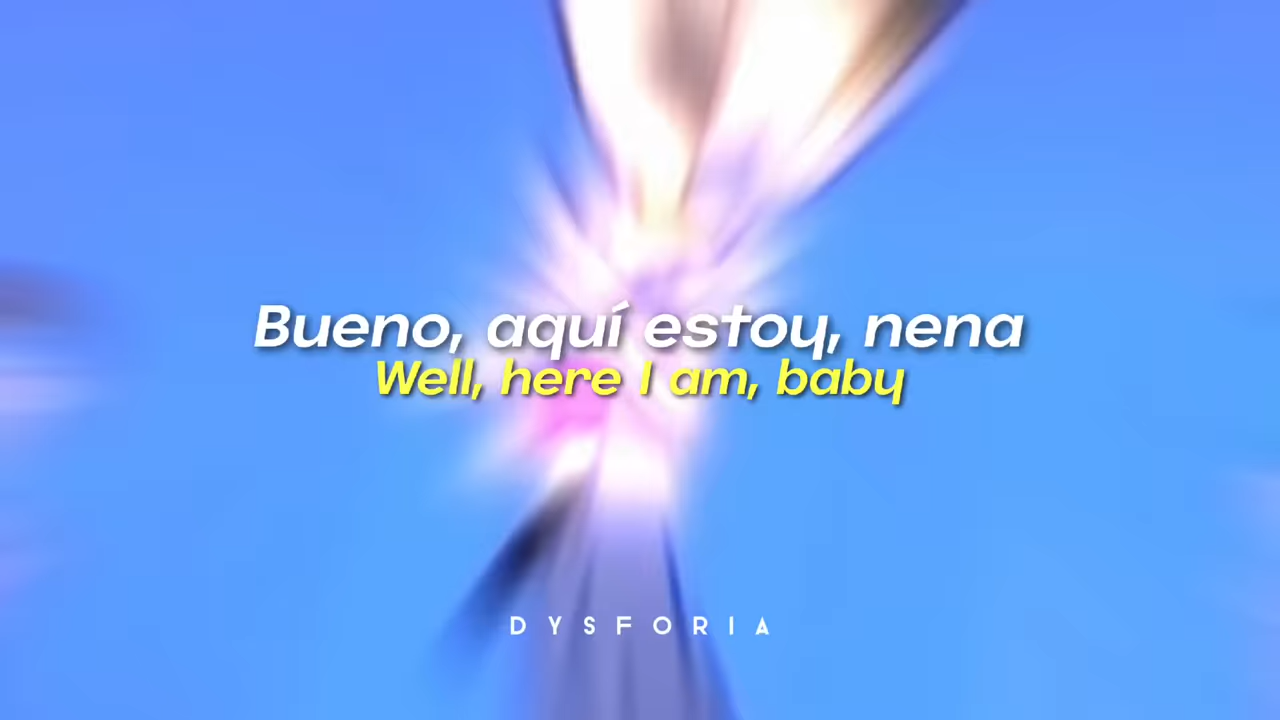 Bueno, aquí estoy, nena
Well, here I am, baby
DYSFORIA